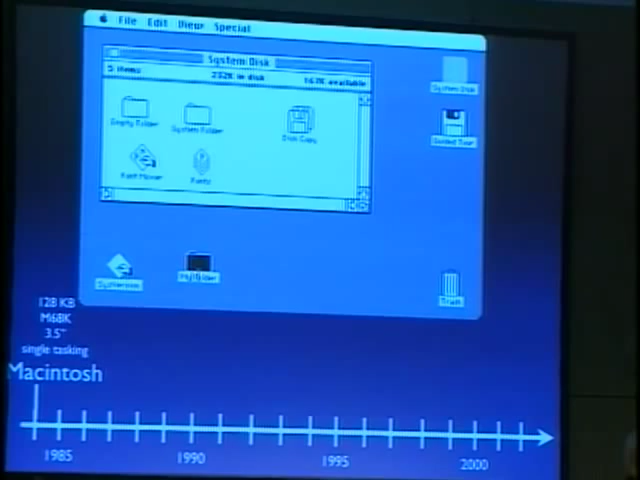 File Edit View Special
System Disk
5 items 232K in disk 167K available
Empty Folder System Folder Disk Copy
Font Mover Fonts
System Disk
Guided Tour
Trash
128 KB
M68K
3.5"
single tasking
Macintosh
1985 1990 1995 2000